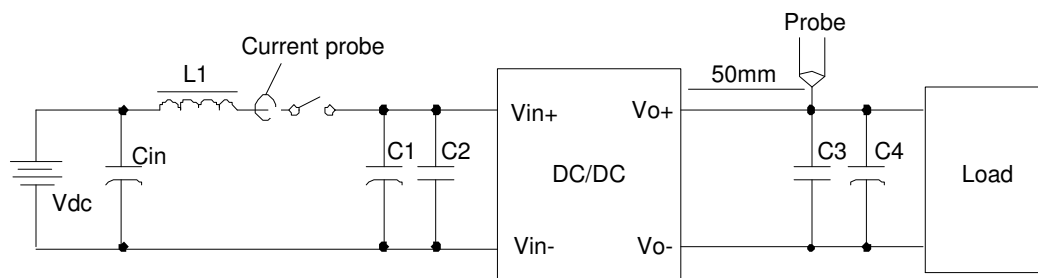 Probe
Current probe
L1
50mm
Vin+
Vo+
Cin
C1
C2
C3
C4
DC/DC
Load
Vdc
Vin-
Vo-